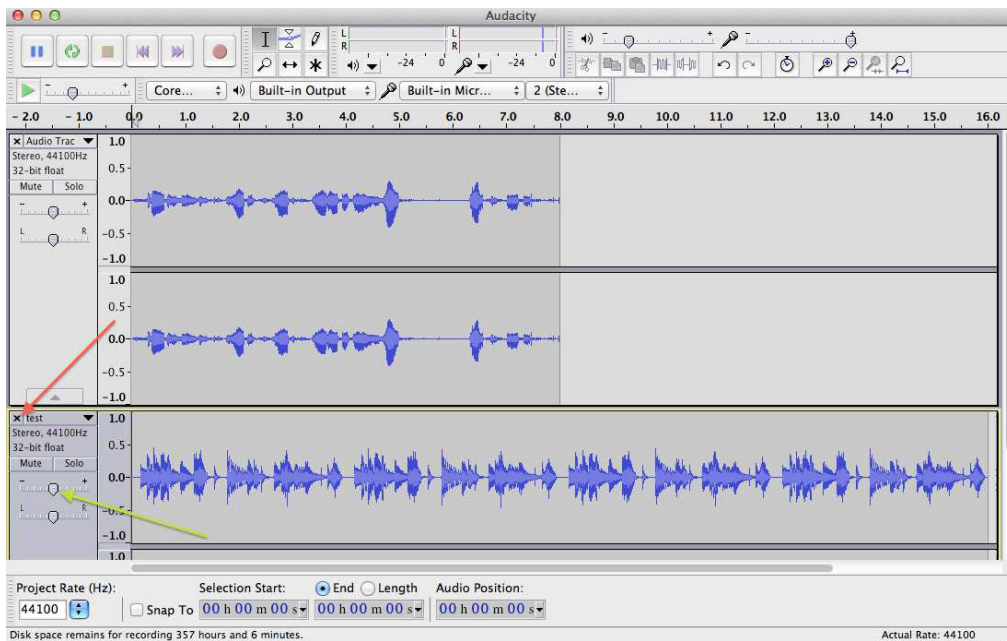 Audacity
L
R
-24 0
L
R
-24 0
- +
- +
- + Core... Built-in Output Built-in Micr... 2 (Ste...
- 2.0 - 1.0 0.0 1.0 2.0 3.0 4.0 5.0 6.0 7.0 8.0 9.0 10.0 11.0 12.0 13.0 14.0 15.0 16.0
× Audio Trac ▼
Stereo, 44100Hz
32-bit float
Mute Solo
- +
L R
1.0
0.5-
0.0-
-0.5-
-1.0
1.0
0.5-
0.0-
-0.5-
-1.0
× test ▼
Stereo, 44100Hz
32-bit float
Mute Solo
- +
L R
1.0
0.5-
0.0-
-0.5-
-1.0
1.0
Project Rate (Hz): Selection Start: End Length Audio Position:
44100 Snap To 00 h 00 m 00 s 00 h 00 m 00 s 00 h 00 m 00 s
Disk space remains for recording 357 hours and 6 minutes. Actual Rate: 44100